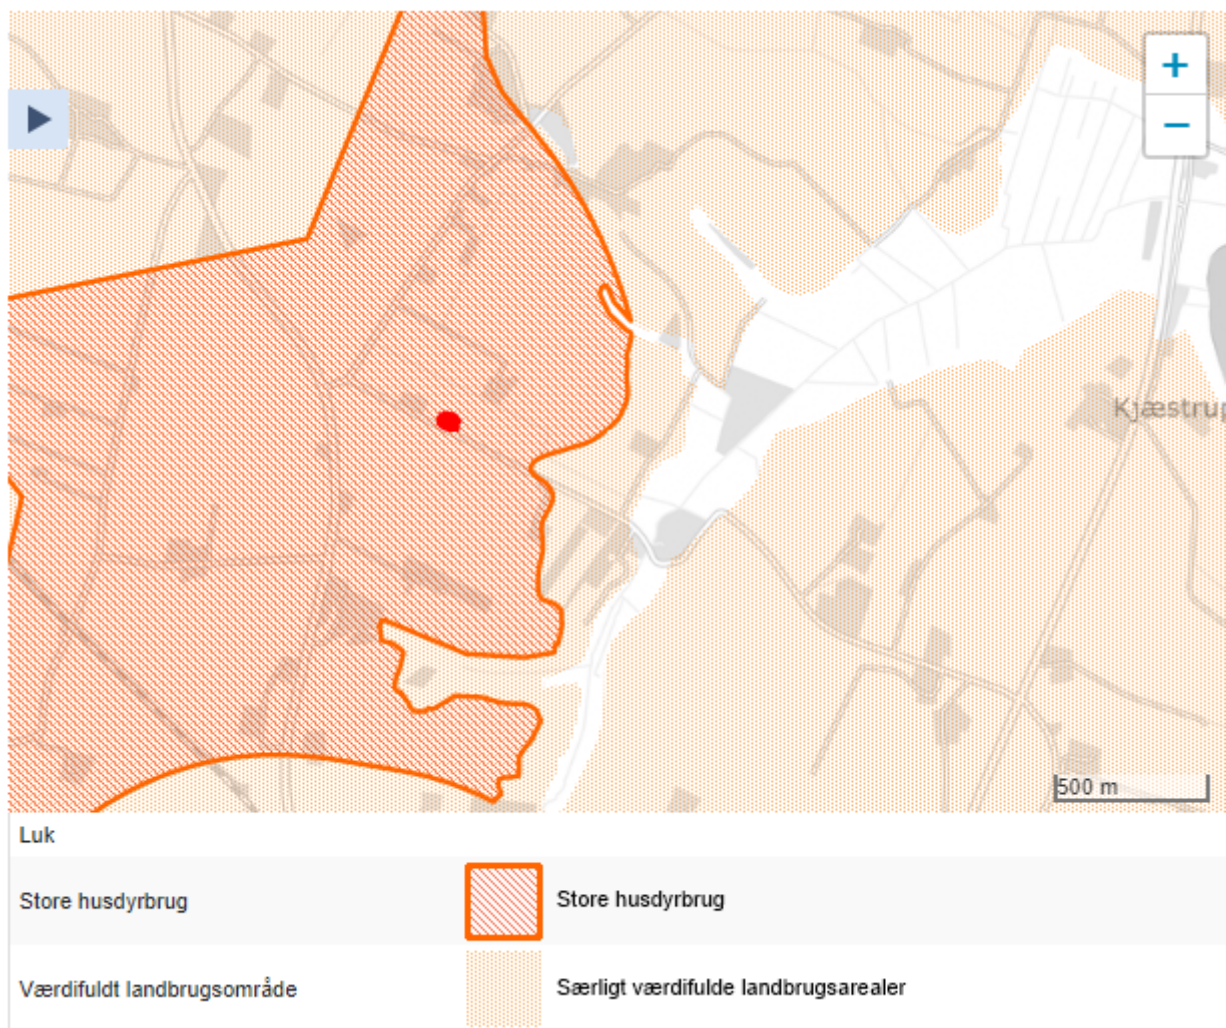 +
−
Kjæstrup
500 m
Luk
Store husdyrbrug
Store husdyrbrug
Værdifuldt landbrugsområde
Særligt værdifulde landbrugsarealer